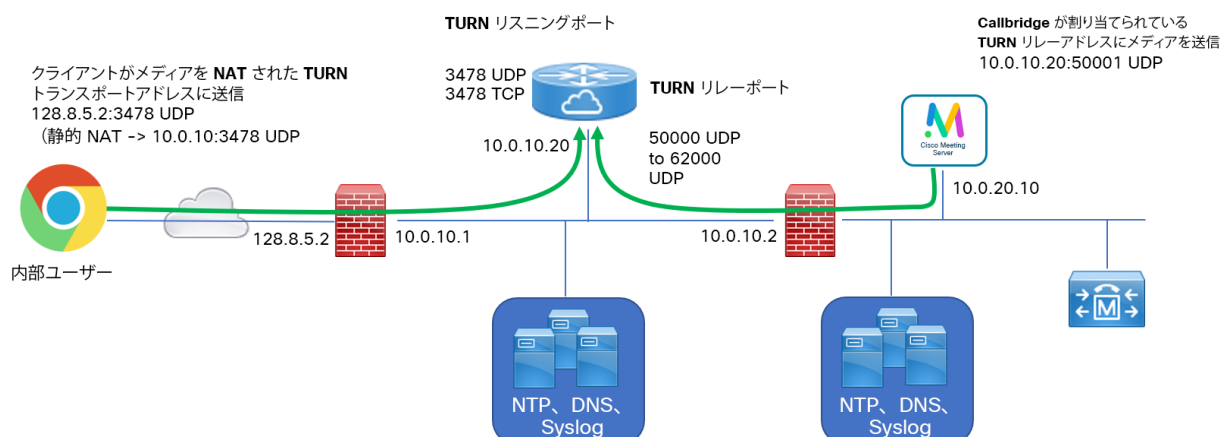 TURN リスニングポート
Callbridge が割り当てられている
TURN リレーアドレスにメディアを送信
10.0.10.20:50001 UDP
クライアントがメディアを NAT された TURN
トランスポートアドレスに送信
128.8.5.2:3478 UDP
（静的 NAT -> 10.0.10:3478 UDP
3478 UDP
3478 TCP
TURN リレーポート
10.0.10.20
50000 UDP
to 62000
UDP
Cisco Meeting
Server
10.0.20.10
128.8.5.2
10.0.10.1
10.0.10.2
内部ユーザー
M
NTP、DNS、
Syslog
NTP、DNS、
Syslog